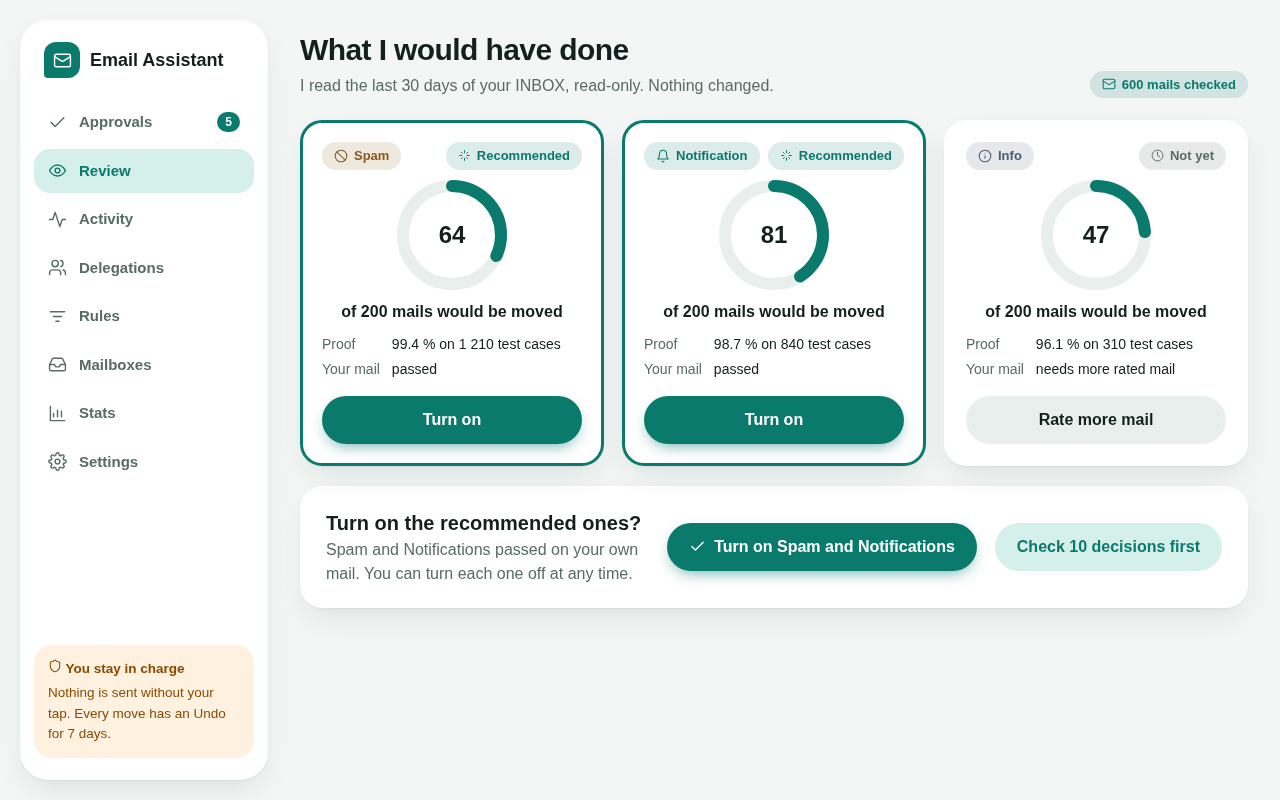 Email Assistant
Approvals 5
Review
Activity
Delegations
Rules
Mailboxes
Stats
Settings
You stay in charge
Nothing is sent without your
tap. Every move has an Undo
for 7 days.
What I would have done
I read the last 30 days of your INBOX, read-only. Nothing changed.
600 mails checked
Spam Recommended
64
of 200 mails would be moved
Proof 99.4 % on 1 210 test cases
Your mail passed
Turn on
Notification Recommended
81
of 200 mails would be moved
Proof 98.7 % on 840 test cases
Your mail passed
Turn on
Info Not yet
47
of 200 mails would be moved
Proof 96.1 % on 310 test cases
Your mail needs more rated mail
Rate more mail
Turn on the recommended ones?
Spam and Notifications passed on your own
mail. You can turn each one off at any time.
Turn on Spam and Notifications
Check 10 decisions first